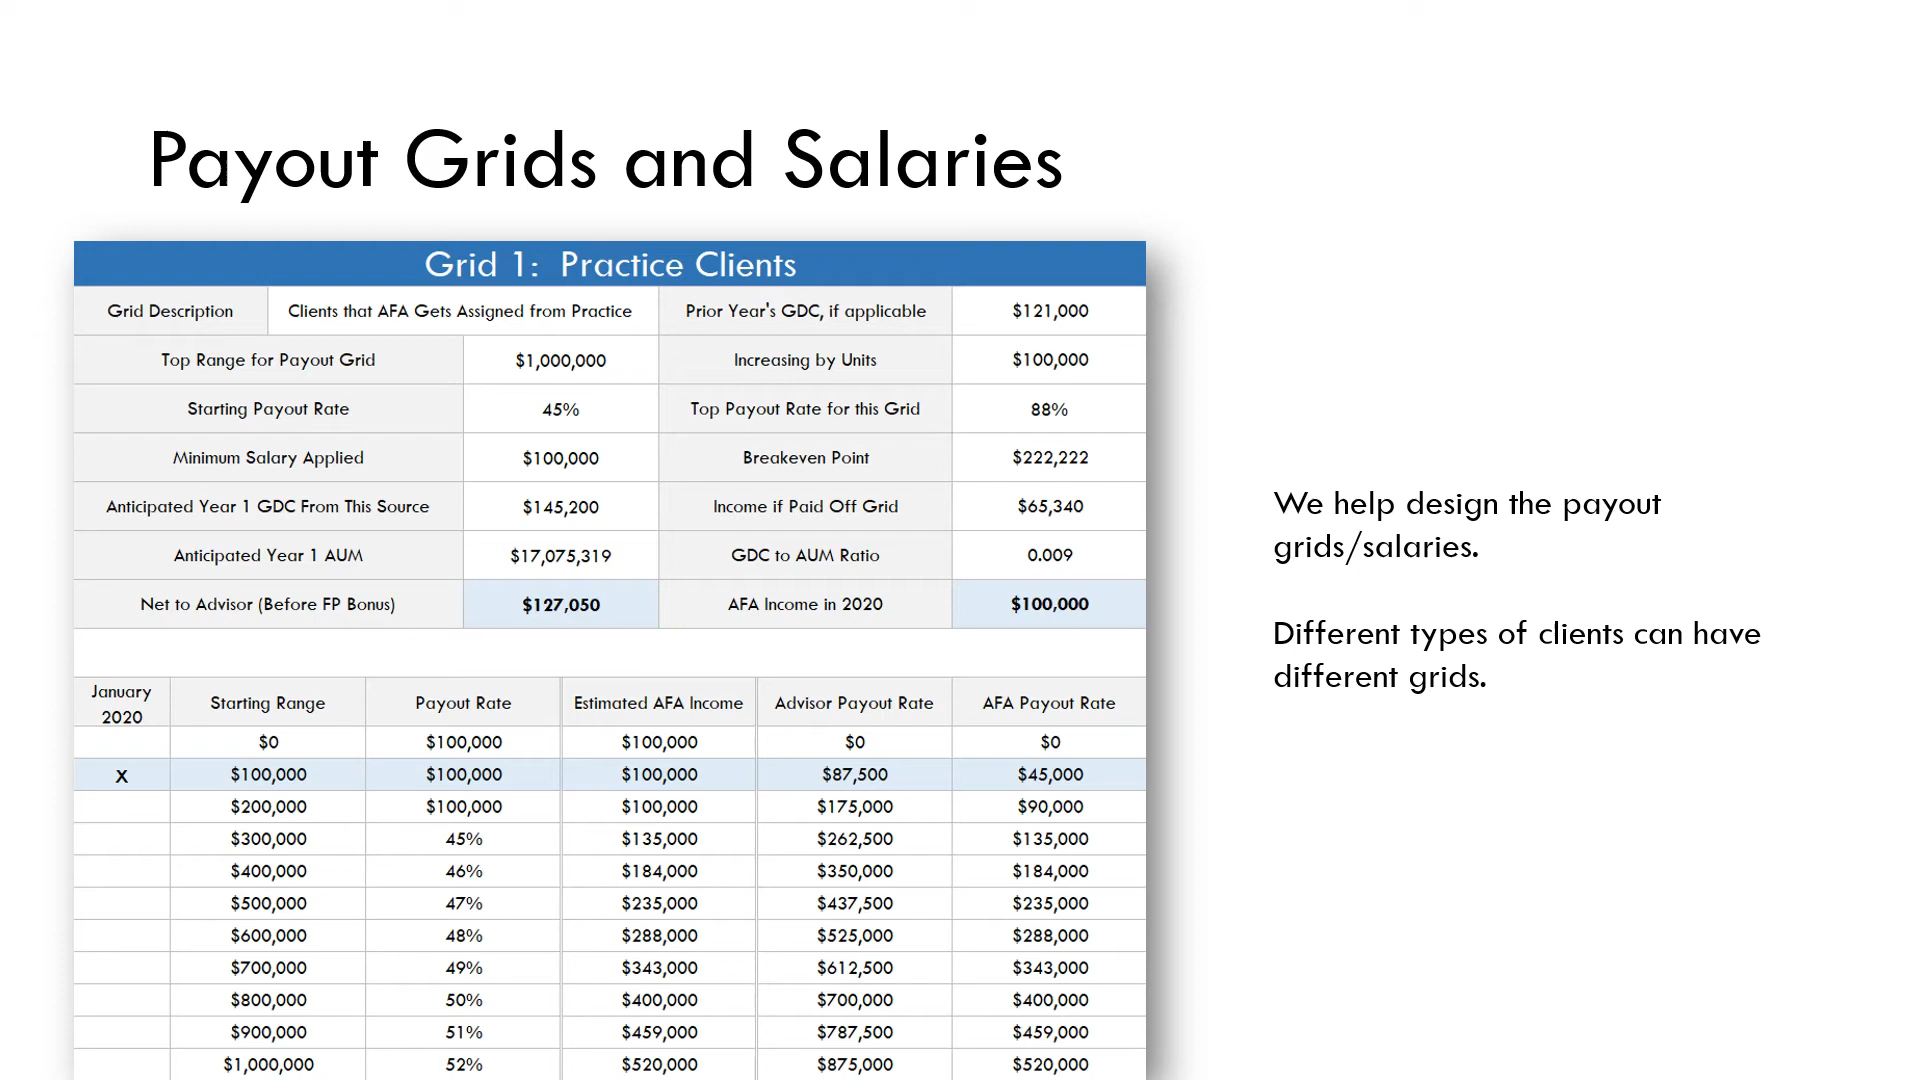 Payout Grids and Salaries
Grid 1: Practice Clients
Grid Description Clients that AFA Gets Assigned from Practice Prior Year's GDC, if applicable $121,000
Top Range for Payout Grid $1,000,000 Increasing by Units $100,000
Starting Payout Rate 45% Top Payout Rate for this Grid 88%
Minimum Salary Applied $100,000 Breakeven Point $222,222
Anticipated Year 1 GDC From This Source $145,200 Income if Paid Off Grid $65,340
Anticipated Year 1 AUM $17,075,319 GDC to AUM Ratio 0.009
Net to Advisor (Before FP Bonus) $127,050 AFA Income in 2020 $100,000
January 2020 Starting Range Payout Rate Estimated AFA Income Advisor Payout Rate AFA Payout Rate
$0 $100,000 $100,000 $0 $0
X $100,000 $100,000 $100,000 $87,500 $45,000
$200,000 $100,000 $100,000 $175,000 $90,000
$300,000 45% $135,000 $262,500 $135,000
$400,000 46% $184,000 $350,000 $184,000
$500,000 47% $235,000 $437,500 $235,000
$600,000 48% $288,000 $525,000 $288,000
$700,000 49% $343,000 $612,500 $343,000
$800,000 50% $400,000 $700,000 $400,000
$900,000 51% $459,000 $787,500 $459,000
$1,000,000 52% $520,000 $875,000 $520,000
We help design the payout
grids/salaries.
Different types of clients can have
different grids.